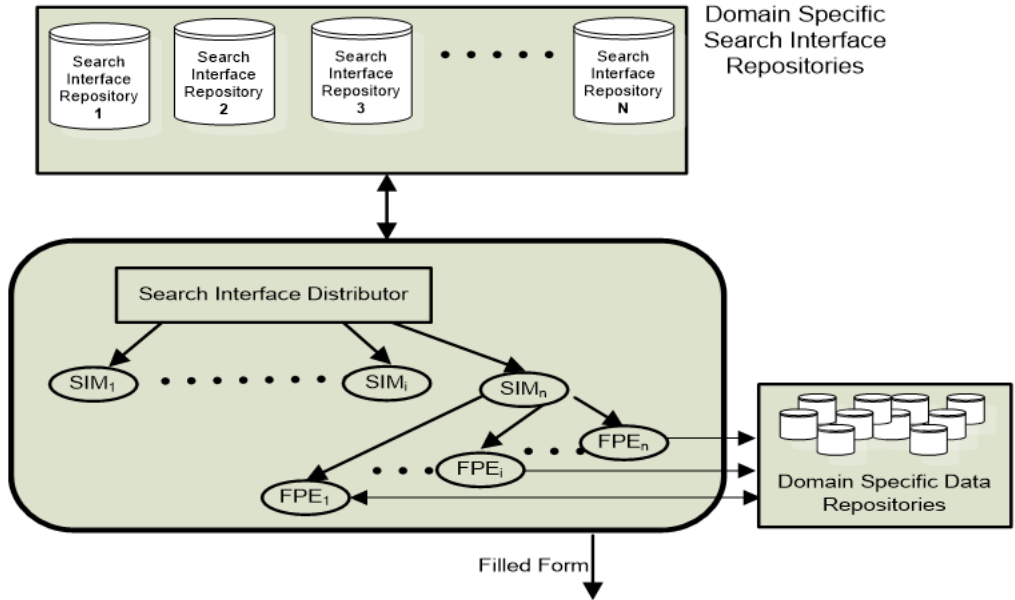 Domain Specific
Search Interface
Repositories
Search
Interface
Repository
1
Search
Interface
Repository
2
Search
Interface
Repository
3
Search
Interface
Repository
N
Search Interface Distributor
SIM₁
SIMᵢ
SIMₙ
FPEₙ
FPEᵢ
FPE₁
Domain Specific Data
Repositories
Filled Form